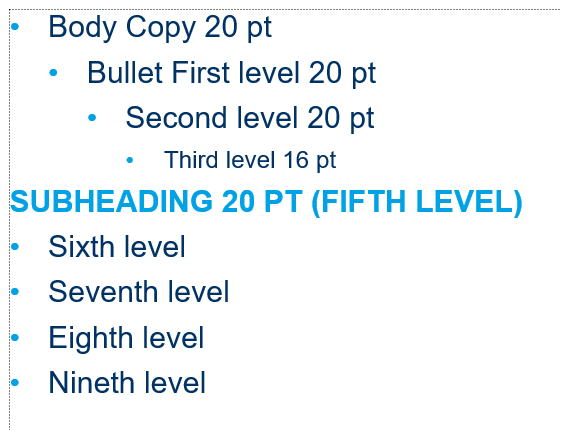 • Body Copy 20 pt
• Bullet First level 20 pt
• Second level 20 pt
• Third level 16 pt
SUBHEADING 20 PT (FIFTH LEVEL)
• Sixth level
• Seventh level
• Eighth level
• Nineth level